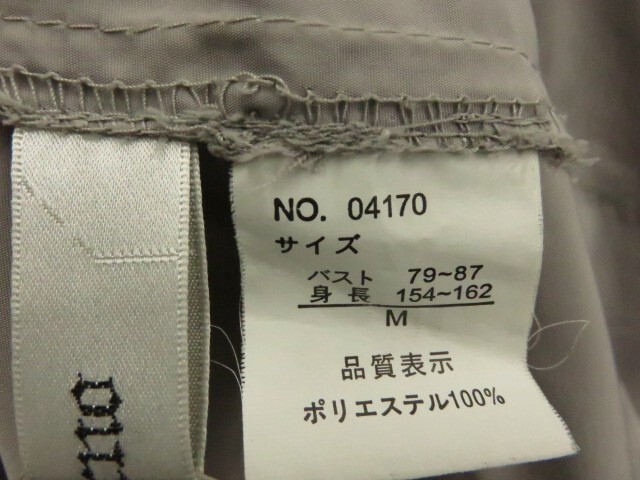 NO. 04170
サイズ
バスト 79~87
身長 154~162
M
品質表示
ポリエステル100%